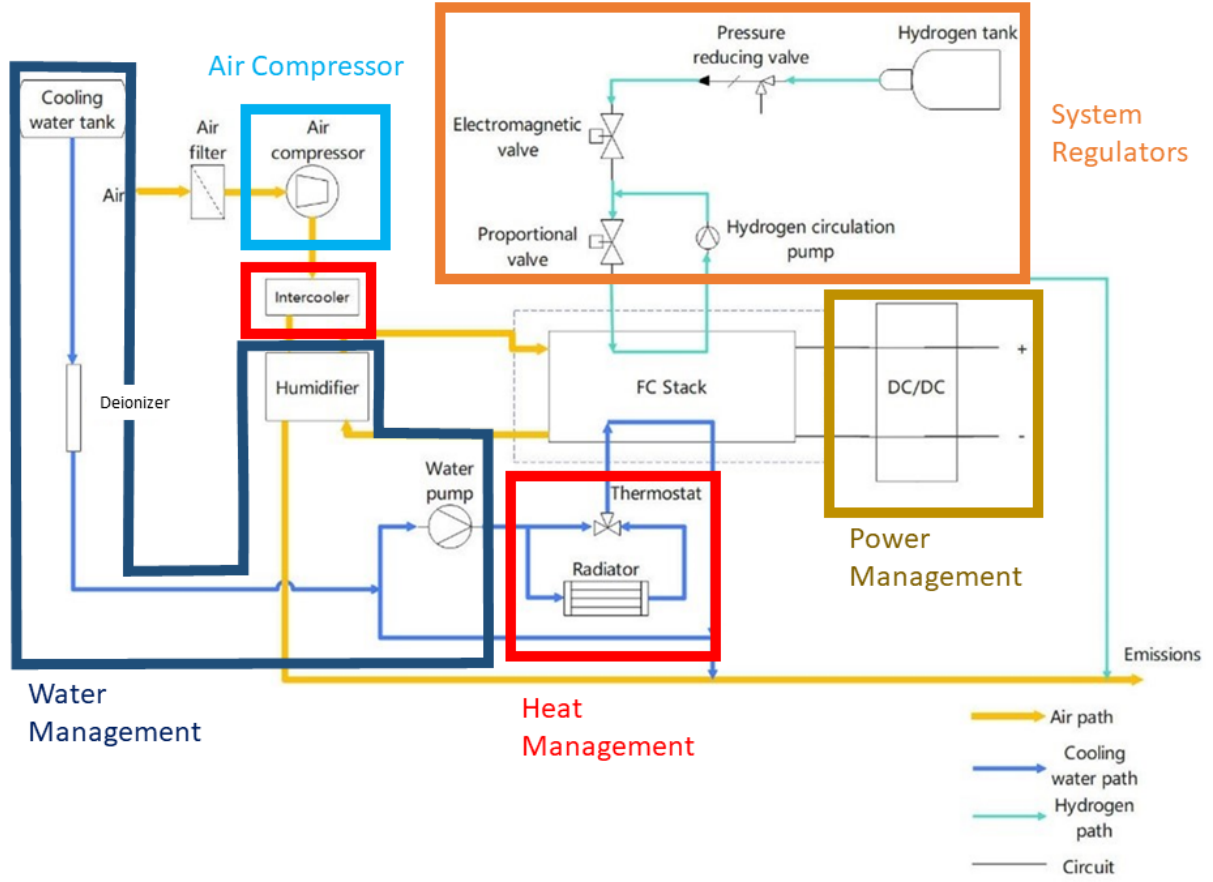 Air Compressor
Pressure
reducing valve
Hydrogen tank
Cooling
water tank
Air
filter
Air
compressor
Electromagnetic
valve
System
Regulators
Air
Proportional
valve
Hydrogen circulation
pump
Intercooler
Humidifier
FC Stack
DC/DC
+
-
Deionizer
Water
pump
Thermostat
Radiator
Power
Management
Emissions
Water
Management
Heat
Management
Air path
Cooling
water path
Hydrogen
path
Circuit